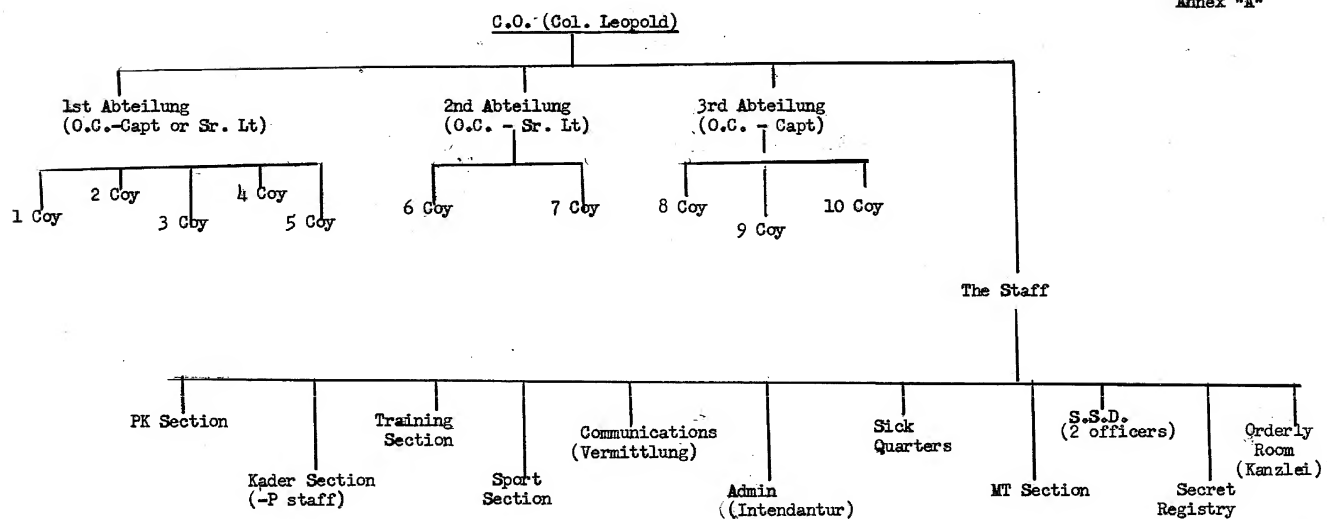 Annex "A"
C.O. (Col. Leopold)
1st Abteilung
(O.C.-Capt or Sr. Lt)
2nd Abteilung
(O.C. - Sr. Lt)
3rd Abteilung
(O.C. - Capt)
1 Coy
2 Coy
3 Coy
4 Coy
5 Coy
6 Coy
7 Coy
8 Coy
9 Coy
10 Coy
The Staff
PK Section
Kader Section
(-P staff)
Training
Section
Sport
Section
Communications
(Vermittlung)
Admin
((Intendantur)
Sick
Quarters
MT Section
S.S.D.
(2 officers)
Secret
Registry
Orderly
Room
(Kanzlei)